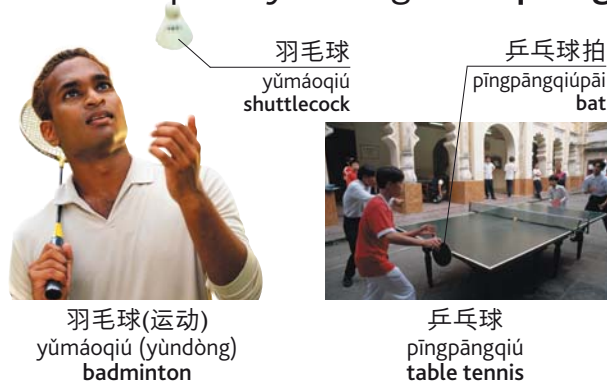 羽毛球
yǔmáoqiú
shuttlecock
乒乓球拍
pīngpāngqiúpāi
bat
羽毛球(运动)
yǔmáoqiú (yùndòng)
badminton
乒乓球
pīngpāngqiú
table tennis